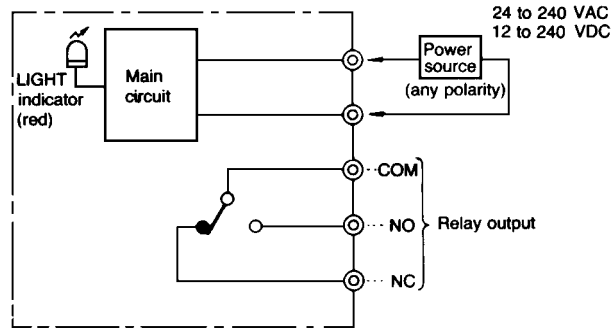 24 to 240 VAC
12 to 240 VDC
Power
source
(any polarity)
LIGHT
indicator
(red)
Main
circuit
COM
NO
Relay output
NC